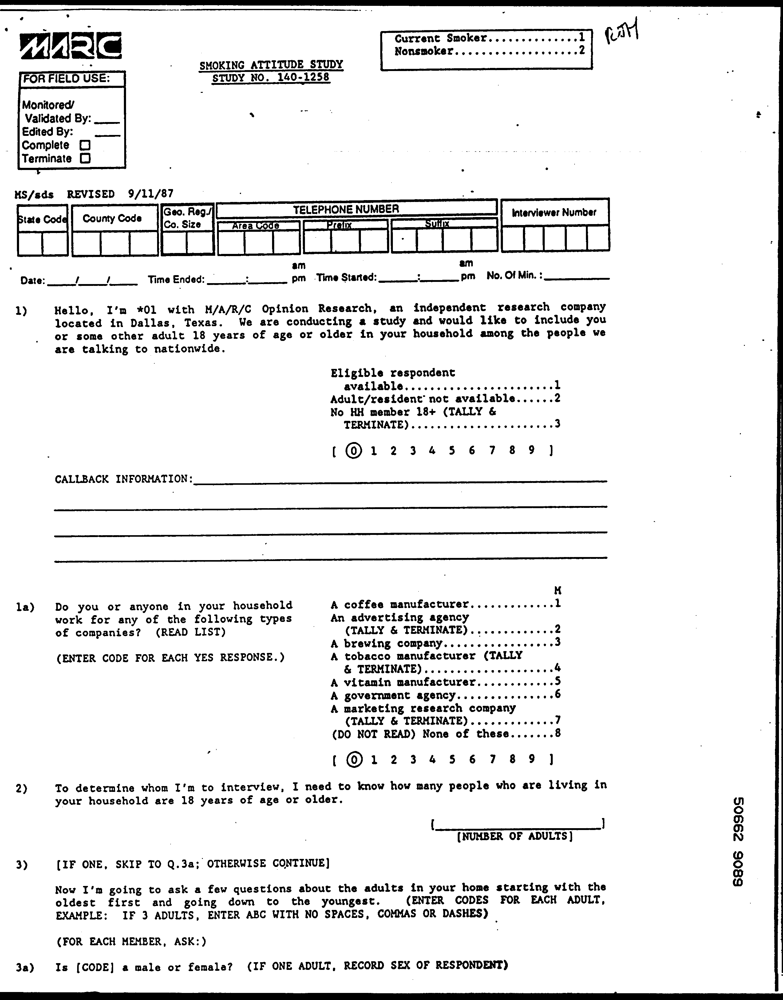 MARC
Current Smoker..............1
Nonsmoker...................2
SMOKING ATTITUDE STUDY
STUDY NO. 140-1258
FOR FIELD USE:
Monitored/
Validated By: ____
Edited By: ____
Complete ☐
Terminate ☐
MS/sds REVISED 9/11/87
State Code
County Code
Geo. Reg./
Co. Size
TELEPHONE NUMBER
Area Code
Prefix
Suffix
Interviewer Number
Date: ____/____/____ Time Ended: ______:______ am pm Time Started: ______:______ am pm No. Of Min. : __________
1) Hello, I'm *01 with M/A/R/C Opinion Research, an independent research company
located in Dallas, Texas. We are conducting a study and would like to include you
or some other adult 18 years of age or older in your household among the people we
are talking to nationwide.
Eligible respondent
available......................1
Adult/resident not available......2
No HH member 18+ (TALLY &
TERMINATE).....................3
[ 0 1 2 3 4 5 6 7 8 9 ]
CALLBACK INFORMATION:
M
1a) Do you or anyone in your household
work for any of the following types
of companies? (READ LIST)
(ENTER CODE FOR EACH YES RESPONSE.)
A coffee manufacturer............1
An advertising agency
(TALLY & TERMINATE).............2
A brewing company................3
A tobacco manufacturer (TALLY
& TERMINATE)...................4
A vitamin manufacturer...........5
A government agency..............6
A marketing research company
(TALLY & TERMINATE).............7
(DO NOT READ) None of these.......8
[ 0 1 2 3 4 5 6 7 8 9 ]
2) To determine whom I'm to interview, I need to know how many people who are living in
your household are 18 years of age or older.
[____________________]
[NUMBER OF ADULTS]
3) [IF ONE, SKIP TO Q.3a; OTHERWISE CONTINUE]
Now I'm going to ask a few questions about the adults in your home starting with the
oldest first and going down to the youngest. (ENTER CODES FOR EACH ADULT,
EXAMPLE: IF 3 ADULTS, ENTER ABC WITH NO SPACES, COMMAS OR DASHES)
(FOR EACH MEMBER, ASK:)
3a) Is [CODE] a male or female? (IF ONE ADULT, RECORD SEX OF RESPONDENT)
50662 9089